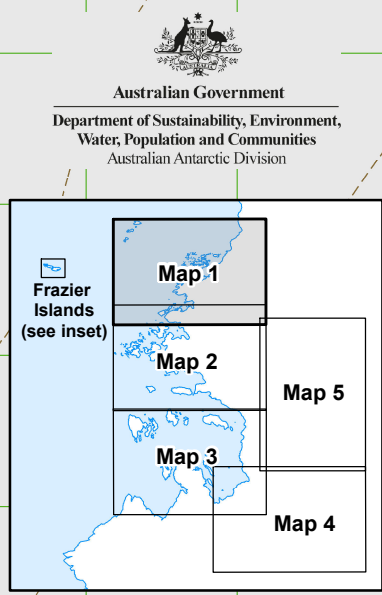 AUSTRALIA
Australian Government
Department of Sustainability, Environment,
Water, Population and Communities
Australian Antarctic Division
Map 1
Frazier
Islands
(see inset)
Map 2
Map 5
Map 3
Map 4